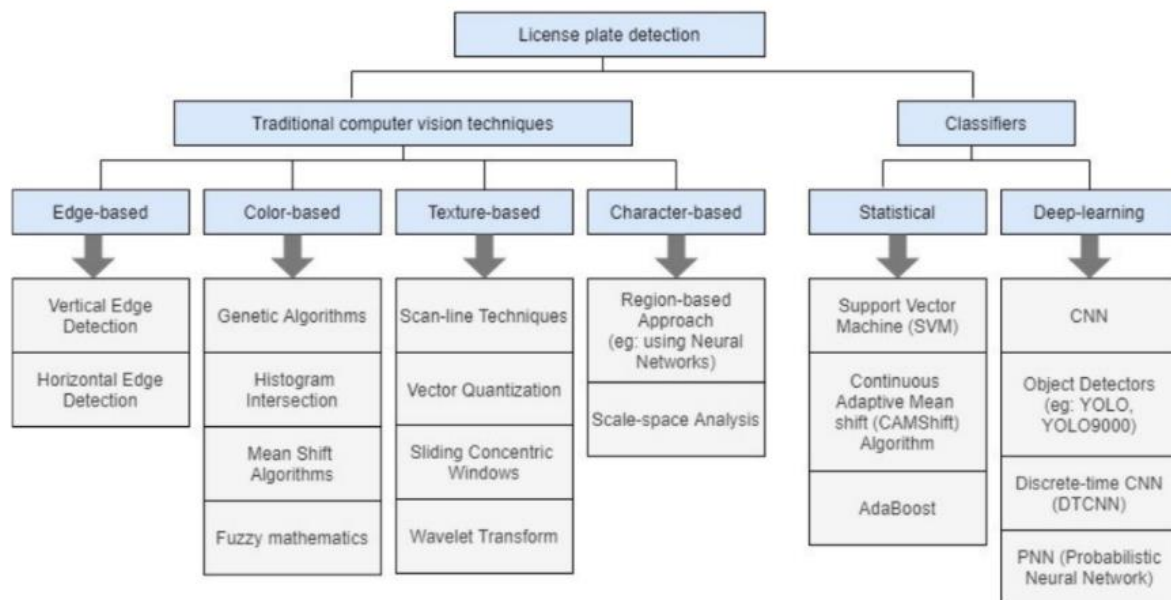 License plate detection
Traditional computer vision techniques
Classifiers
Edge-based
Color-based
Texture-based
Character-based
Statistical
Deep-learning
Vertical Edge
Detection
Horizontal Edge
Detection
Genetic Algorithms
Histogram
Intersection
Mean Shift
Algorithms
Fuzzy mathematics
Scan-line Techniques
Vector Quantization
Sliding Concentric
Windows
Wavelet Transform
Region-based
Approach
(eg: using Neural
Networks)
Scale-space Analysis
Support Vector
Machine (SVM)
Continuous
Adaptive Mean
shift (CAMShift)
Algorithm
AdaBoost
CNN
Object Detectors
(eg: YOLO,
YOLO9000)
Discrete-time CNN
(DTCNN)
PNN (Probabilistic
Neural Network)